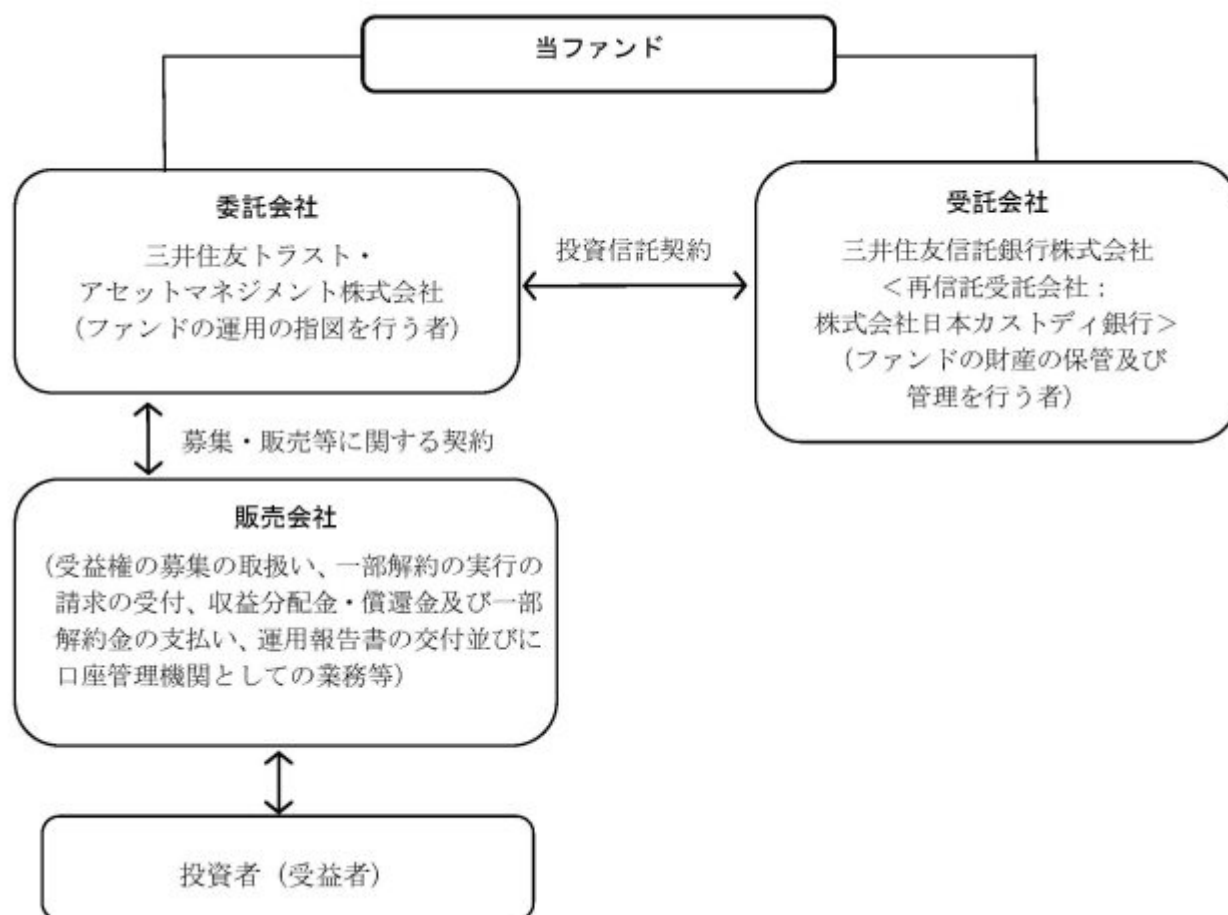 当ファンド
委託会社
三井住友トラスト・
アセットマネジメント株式会社
（ファンドの運用の指図を行う者）
投資信託契約
受託会社
三井住友信託銀行株式会社
＜再信託受託会社：
株式会社日本カストディ銀行＞
（ファンドの財産の保管及び
管理を行う者）
募集・販売等に関する契約
販売会社
（受益権の募集の取扱い、一部解約の実行の
請求の受付、収益分配金・償還金及び一部
解約金の支払い、運用報告書の交付並びに
口座管理機関としての業務等）
投資者（受益者）